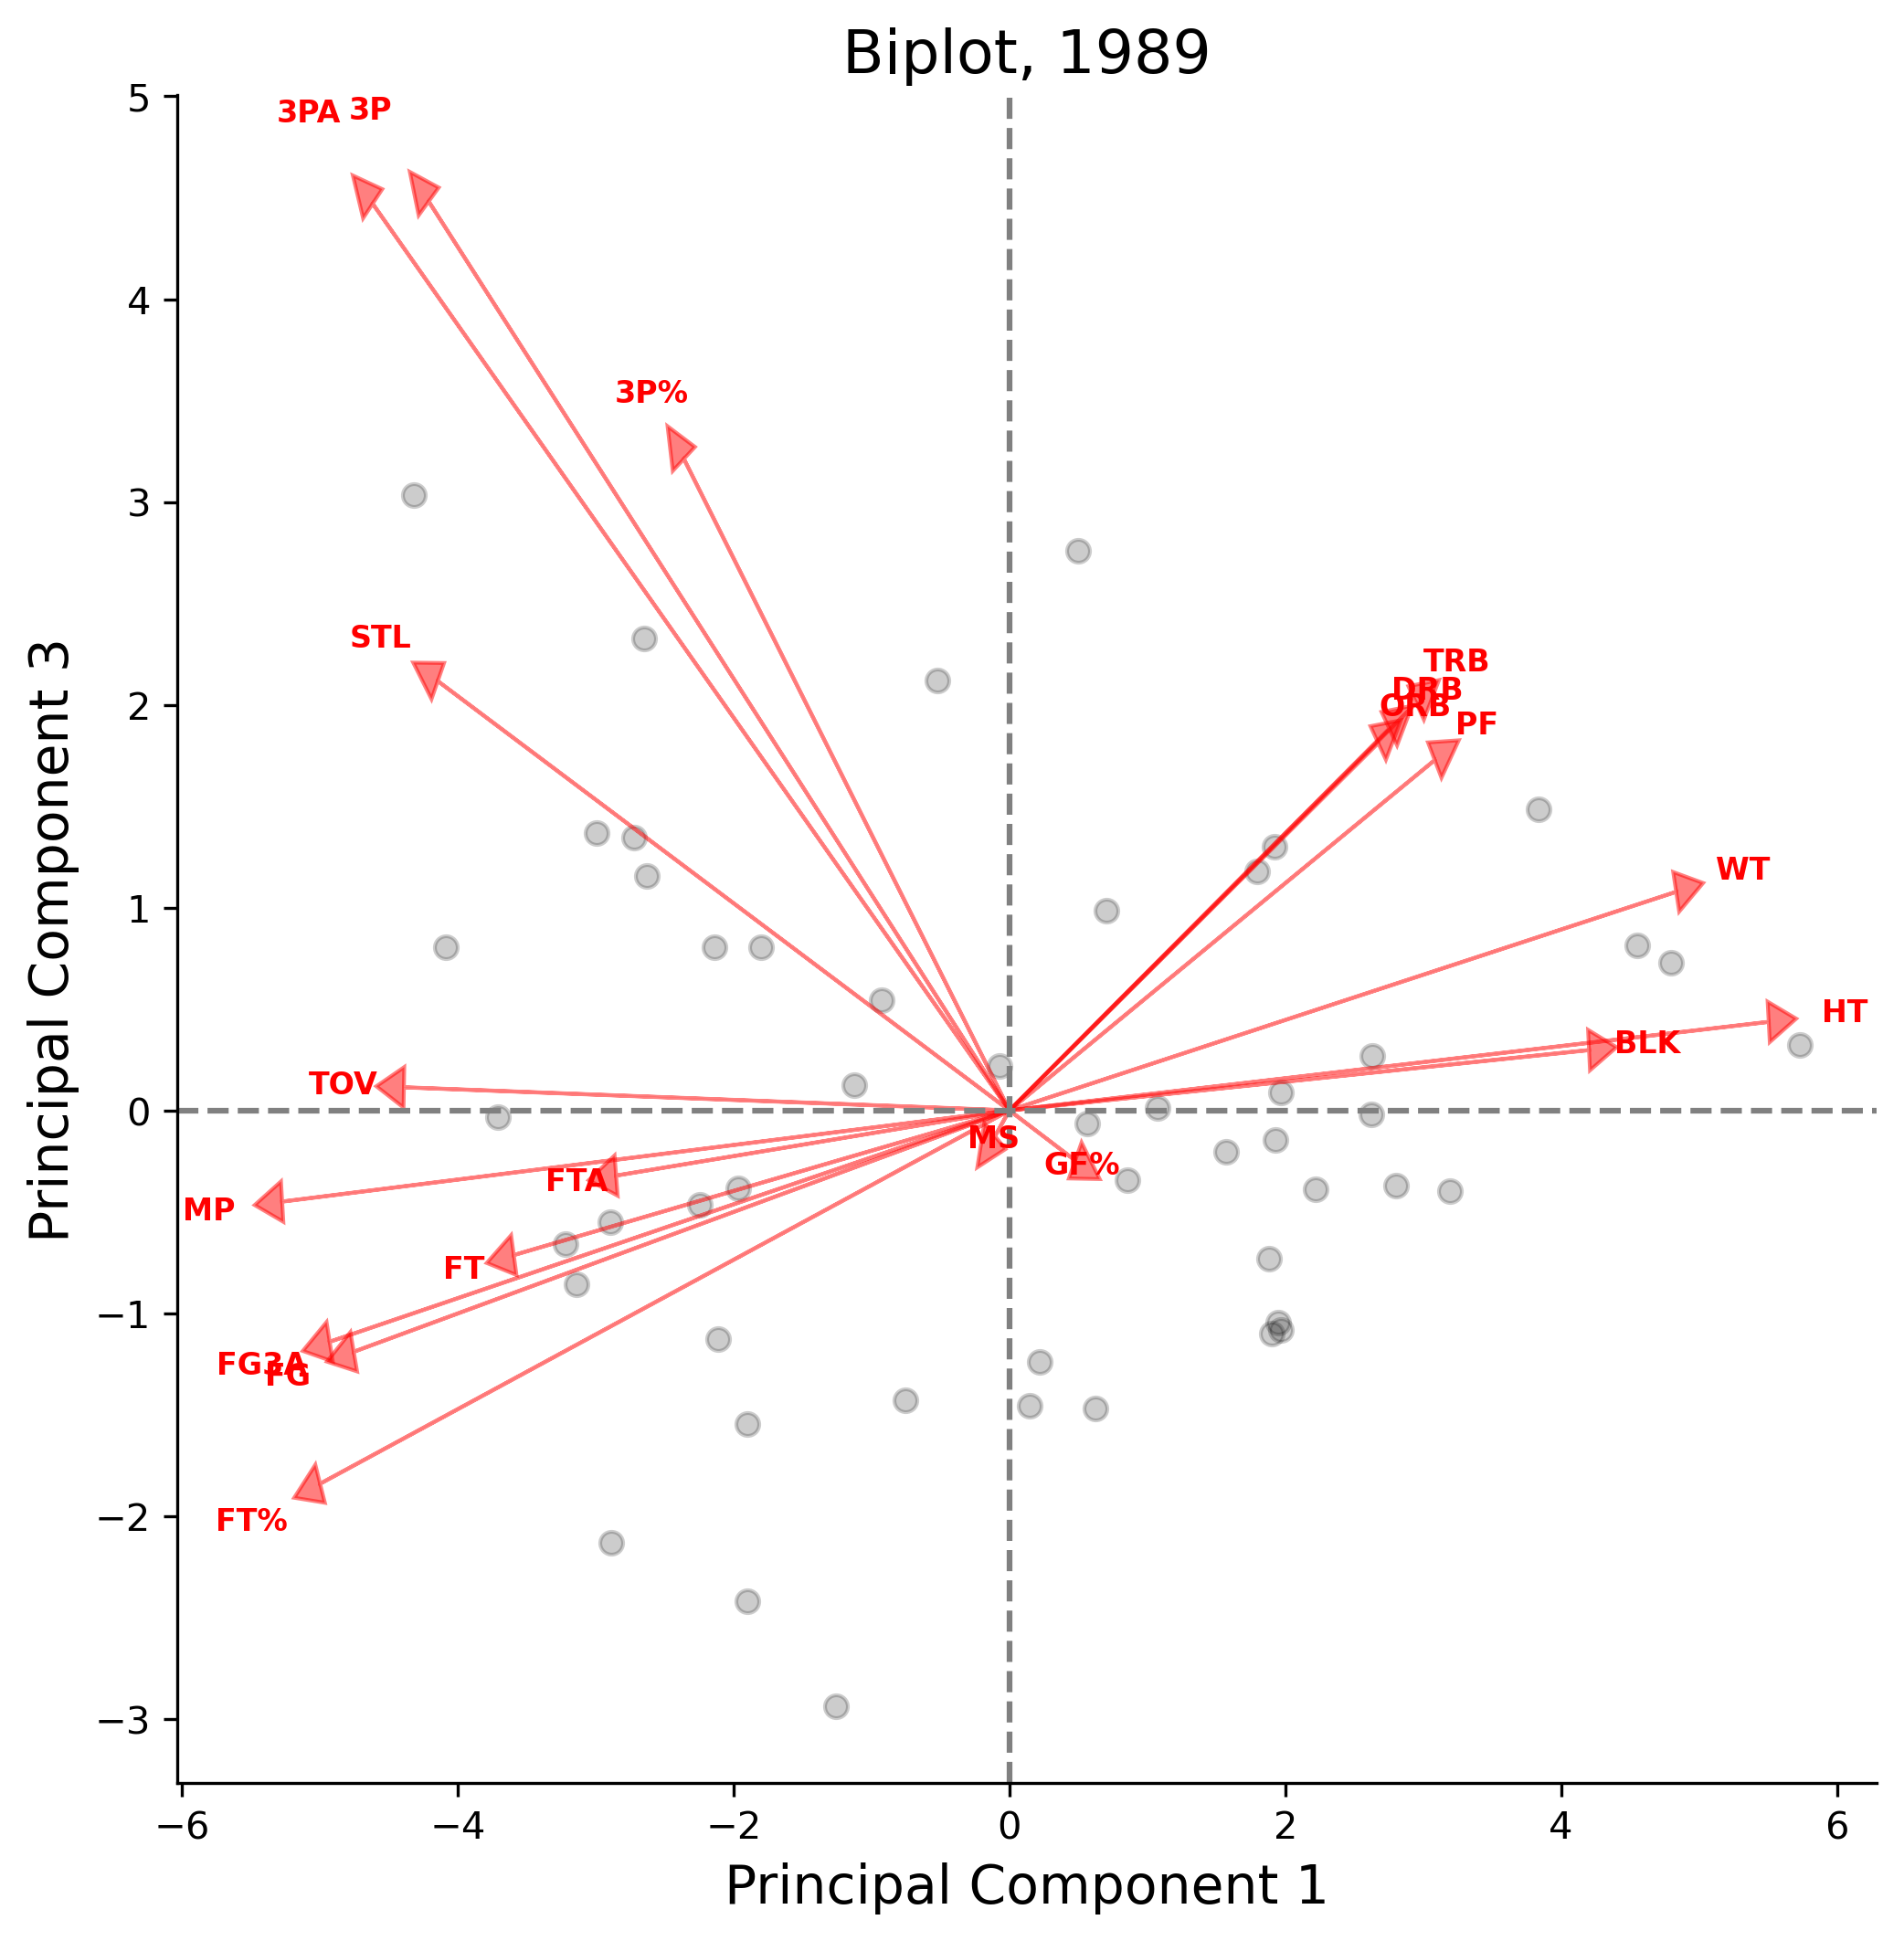 Biplot, 1989
5
4
3
2
1
0
−1
−2
−3
Principal Component 3
3PA
3P
3P%
STL
TRB
DRB
ORB
PF
WT
HT
BLK
TOV
MS
GF%
FTA
MP
FT
FG3A
FG
FT%
−6
−4
−2
0
2
4
6
Principal Component 1